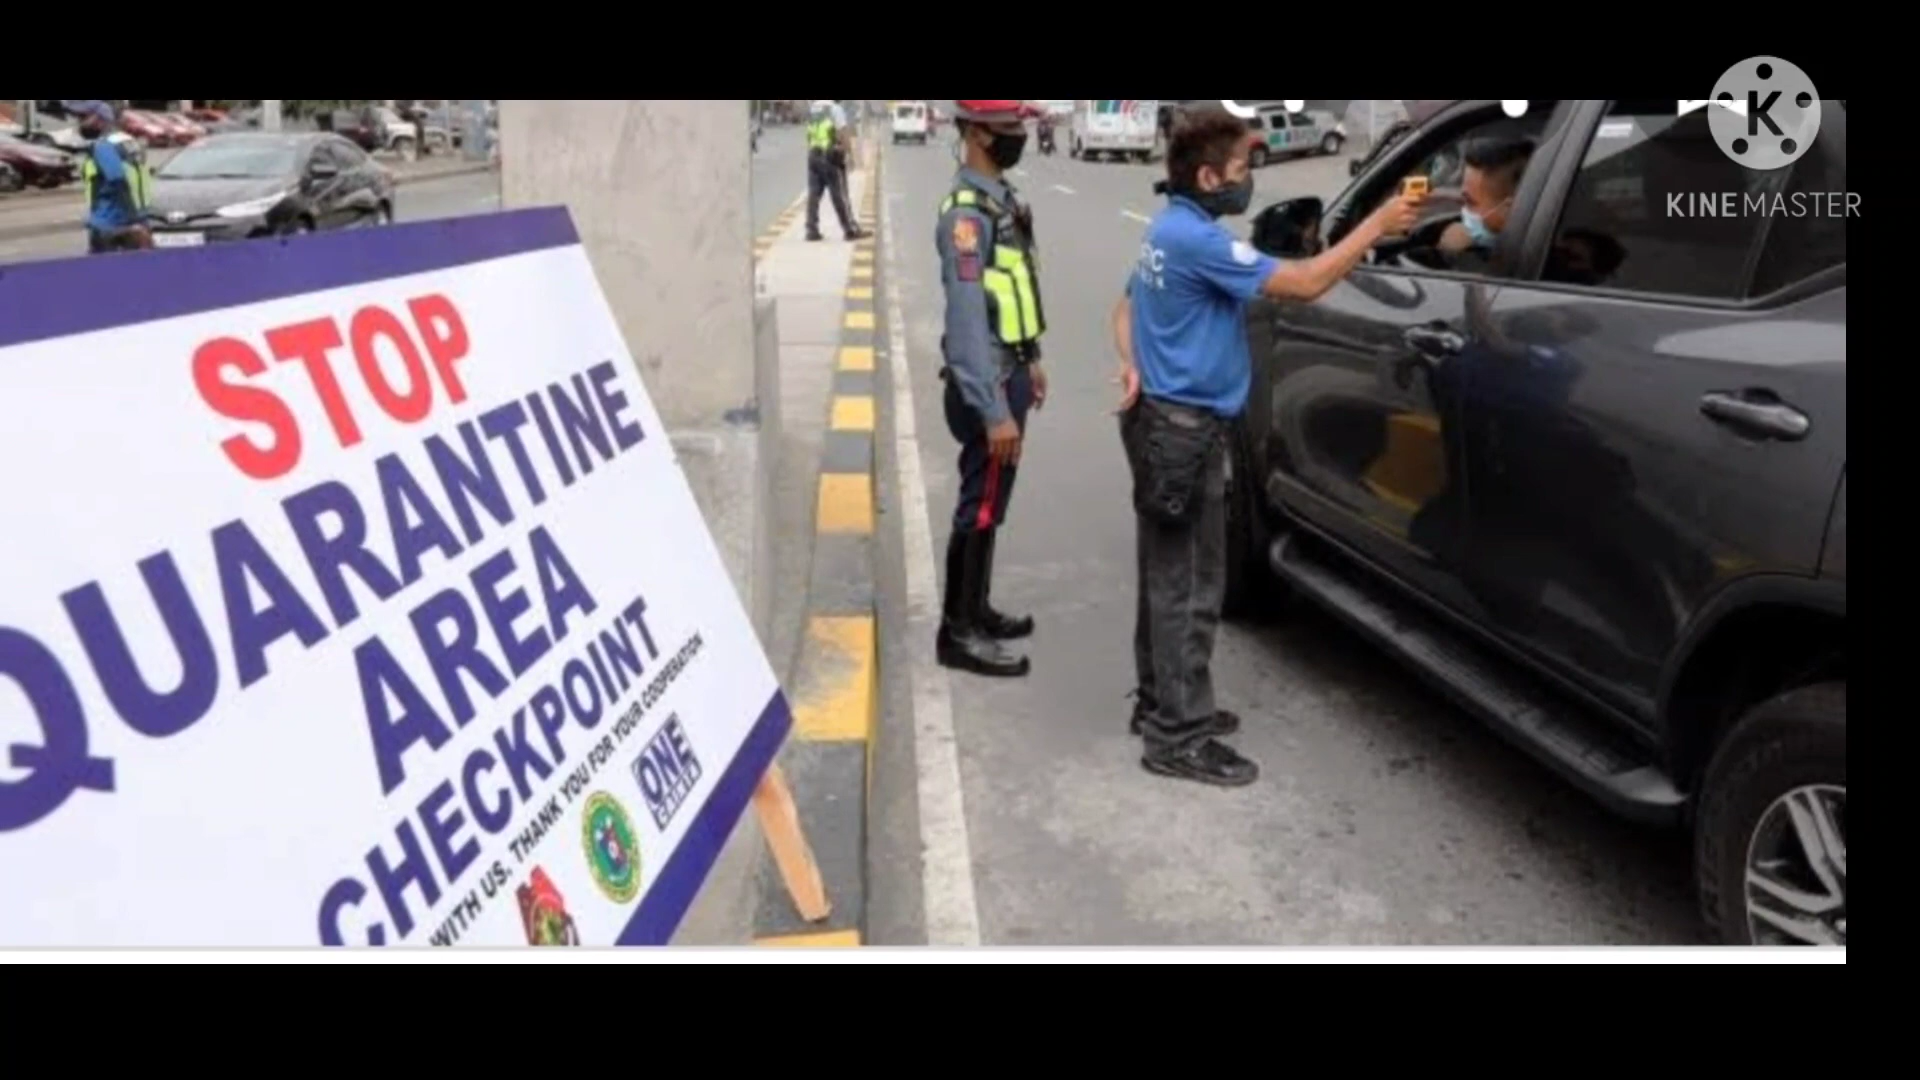 STOP
QUARANTINE
AREA
CHECKPOINT
WITH US. THANK YOU FOR YOUR COOPERATION
ONE
K
KINEMASTER